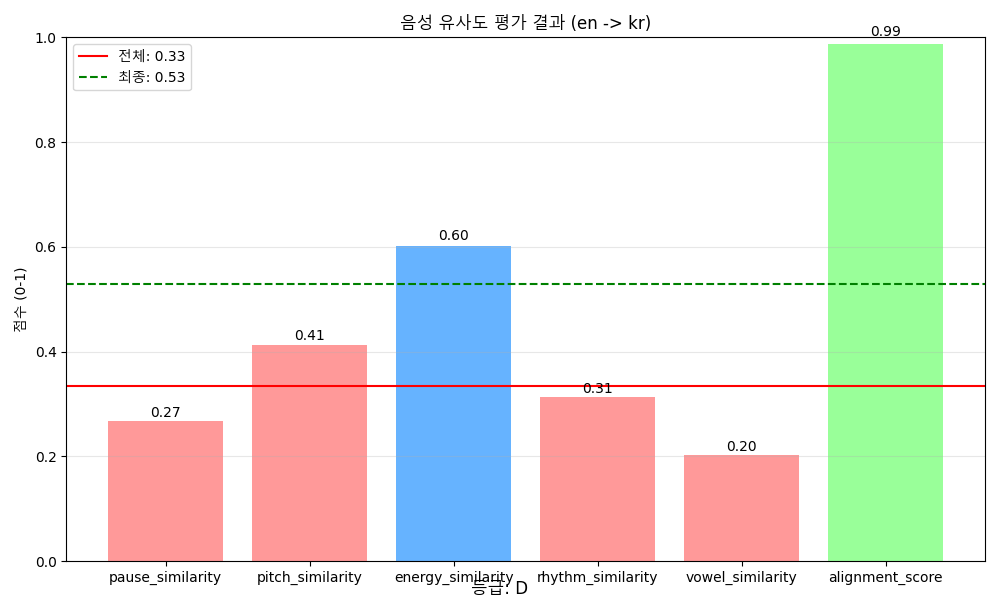 음성 유사도 평가 결과 (en -> kr)
전체: 0.33
최종: 0.53
점수 (0-1)
1.0
0.8
0.6
0.4
0.2
0.0
0.27
0.41
0.60
0.31
0.20
0.99
pause_similarity
pitch_similarity
energy_similarity
rhythm_similarity
vowel_similarity
alignment_score
등급: D